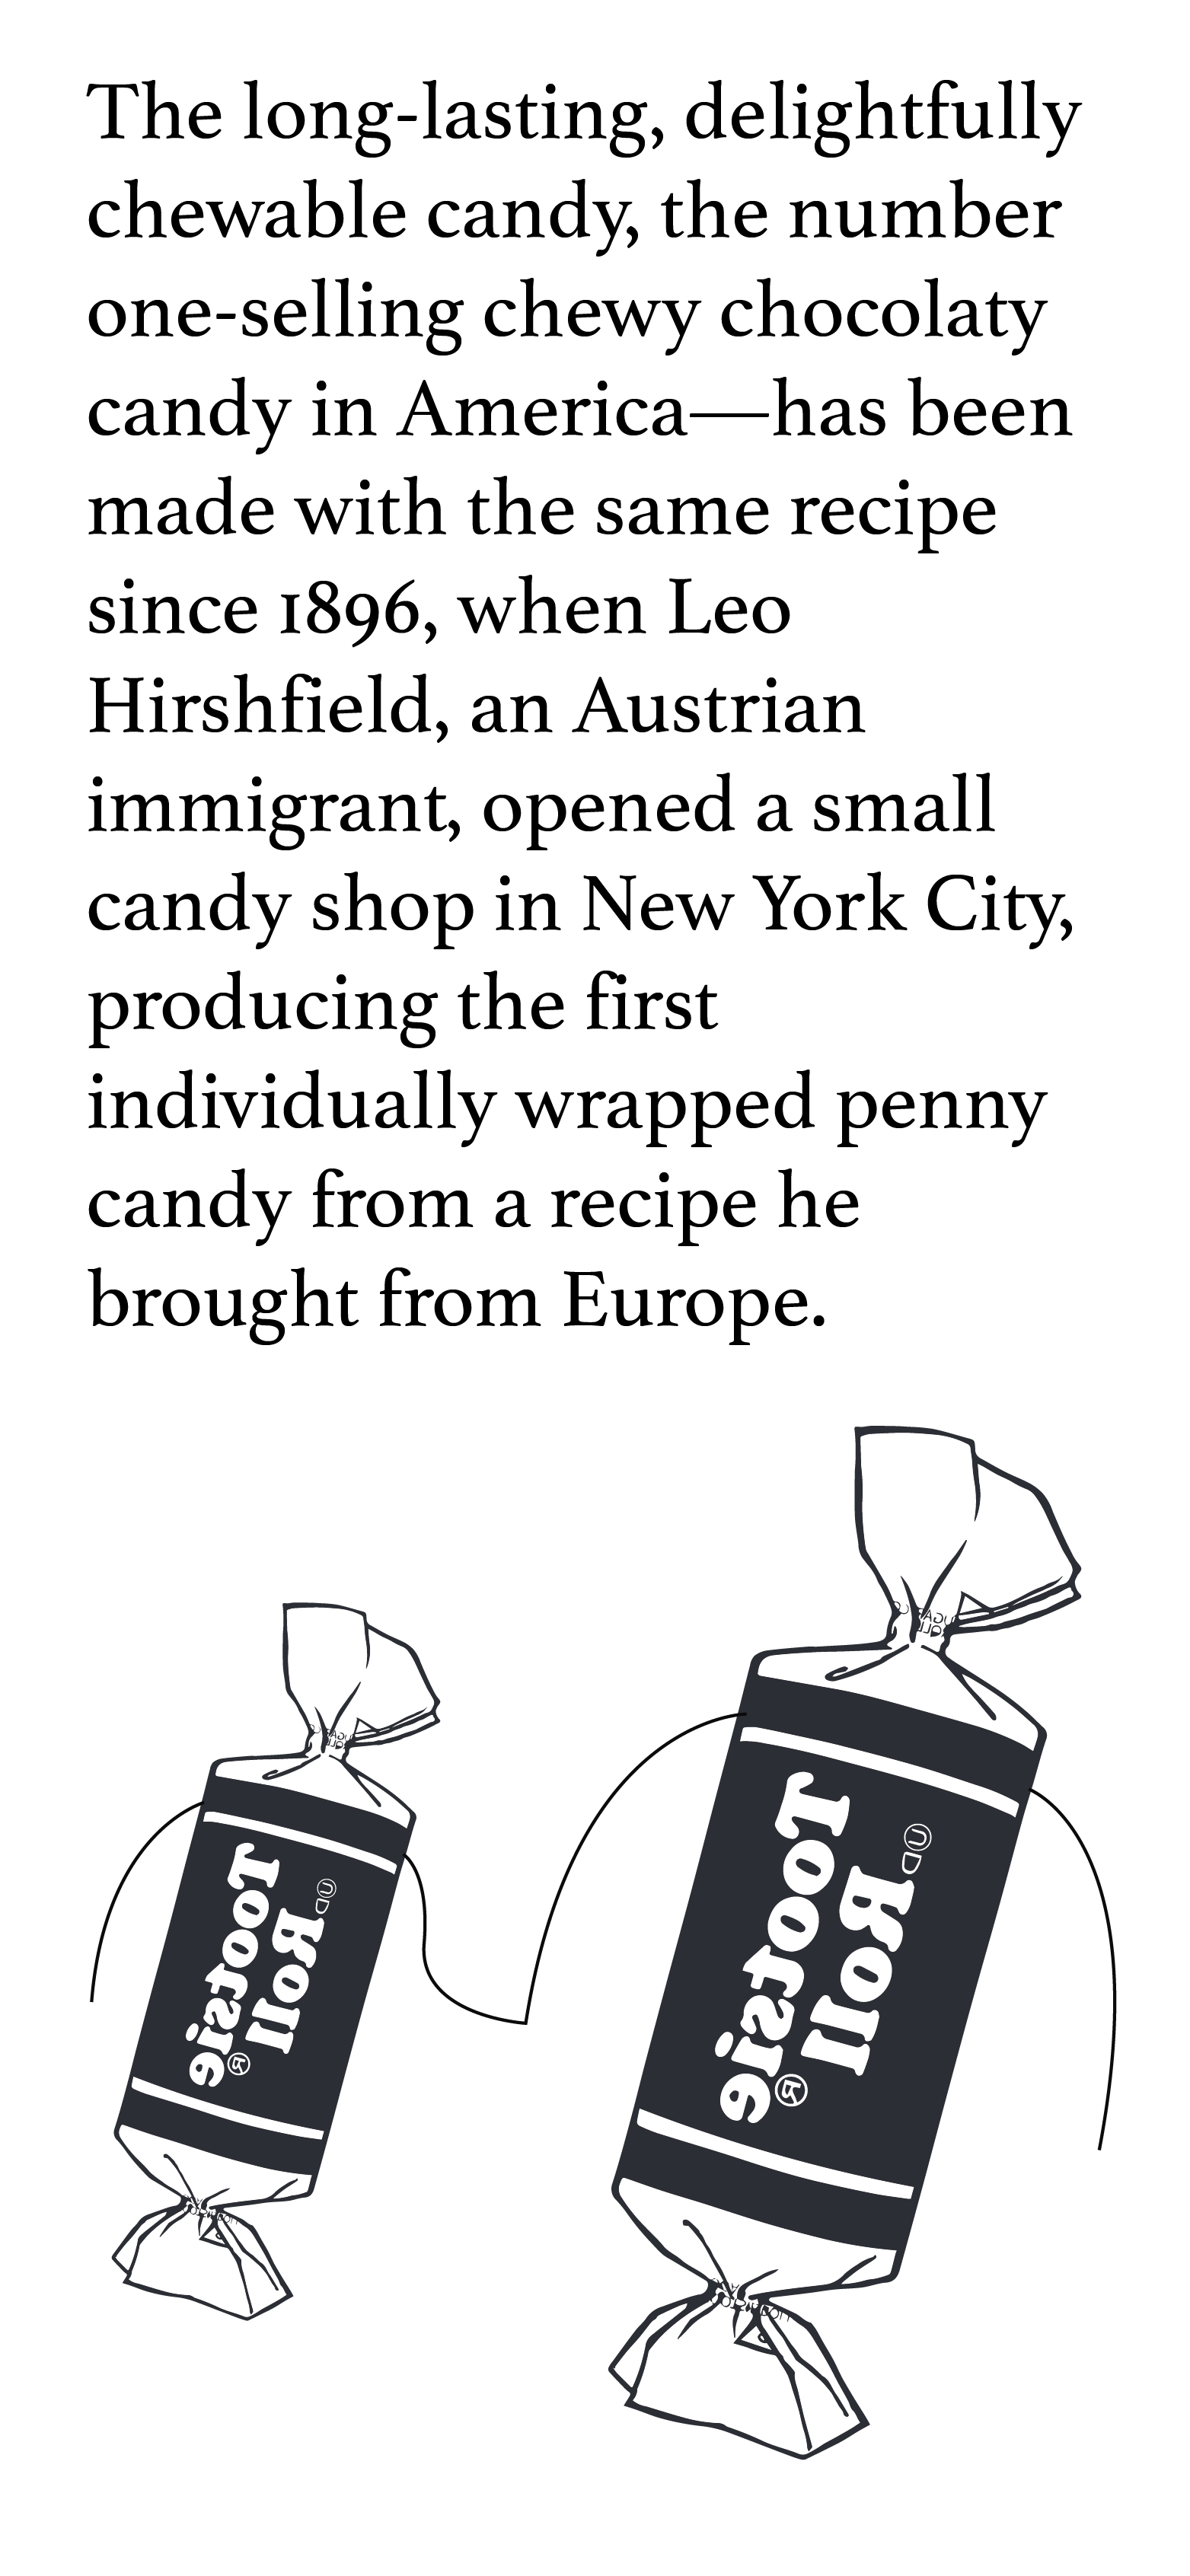 The long-lasting, delightfully
chewable candy, the number
one-selling chewy chocolaty
candy in America—has been
made with the same recipe
since 1896, when Leo
Hirshfield, an Austrian
immigrant, opened a small
candy shop in New York City,
producing the first
individually wrapped penny
candy from a recipe he
brought from Europe.
Tootsie
Roll
®
Ⓤ D
Tootsie
Roll
®
Ⓤ D